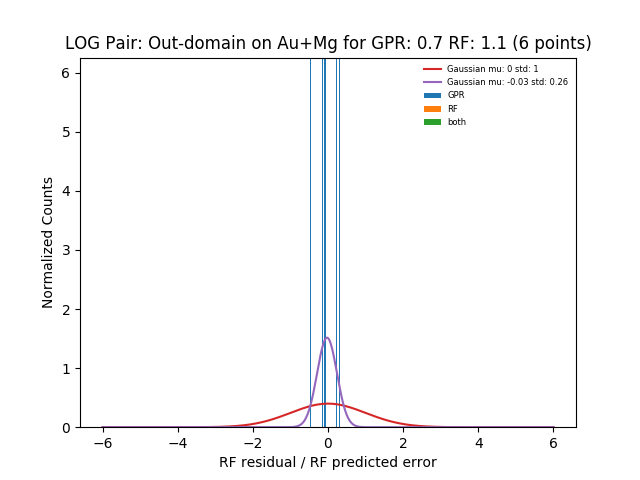 LOG Pair: Out-domain on Au+Mg for GPR: 0.7 RF: 1.1 (6 points)
Gaussian mu: 0 std: 1
Gaussian mu: -0.03 std: 0.26
GPR
RF
both
Normalized Counts
6
5
4
3
2
1
0
−6 −4 −2 0 2 4 6
RF residual / RF predicted error